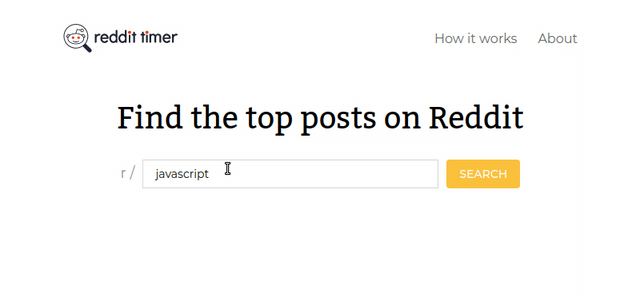 reddit timer
How it works About
Find the top posts on Reddit
r / javascript SEARCH